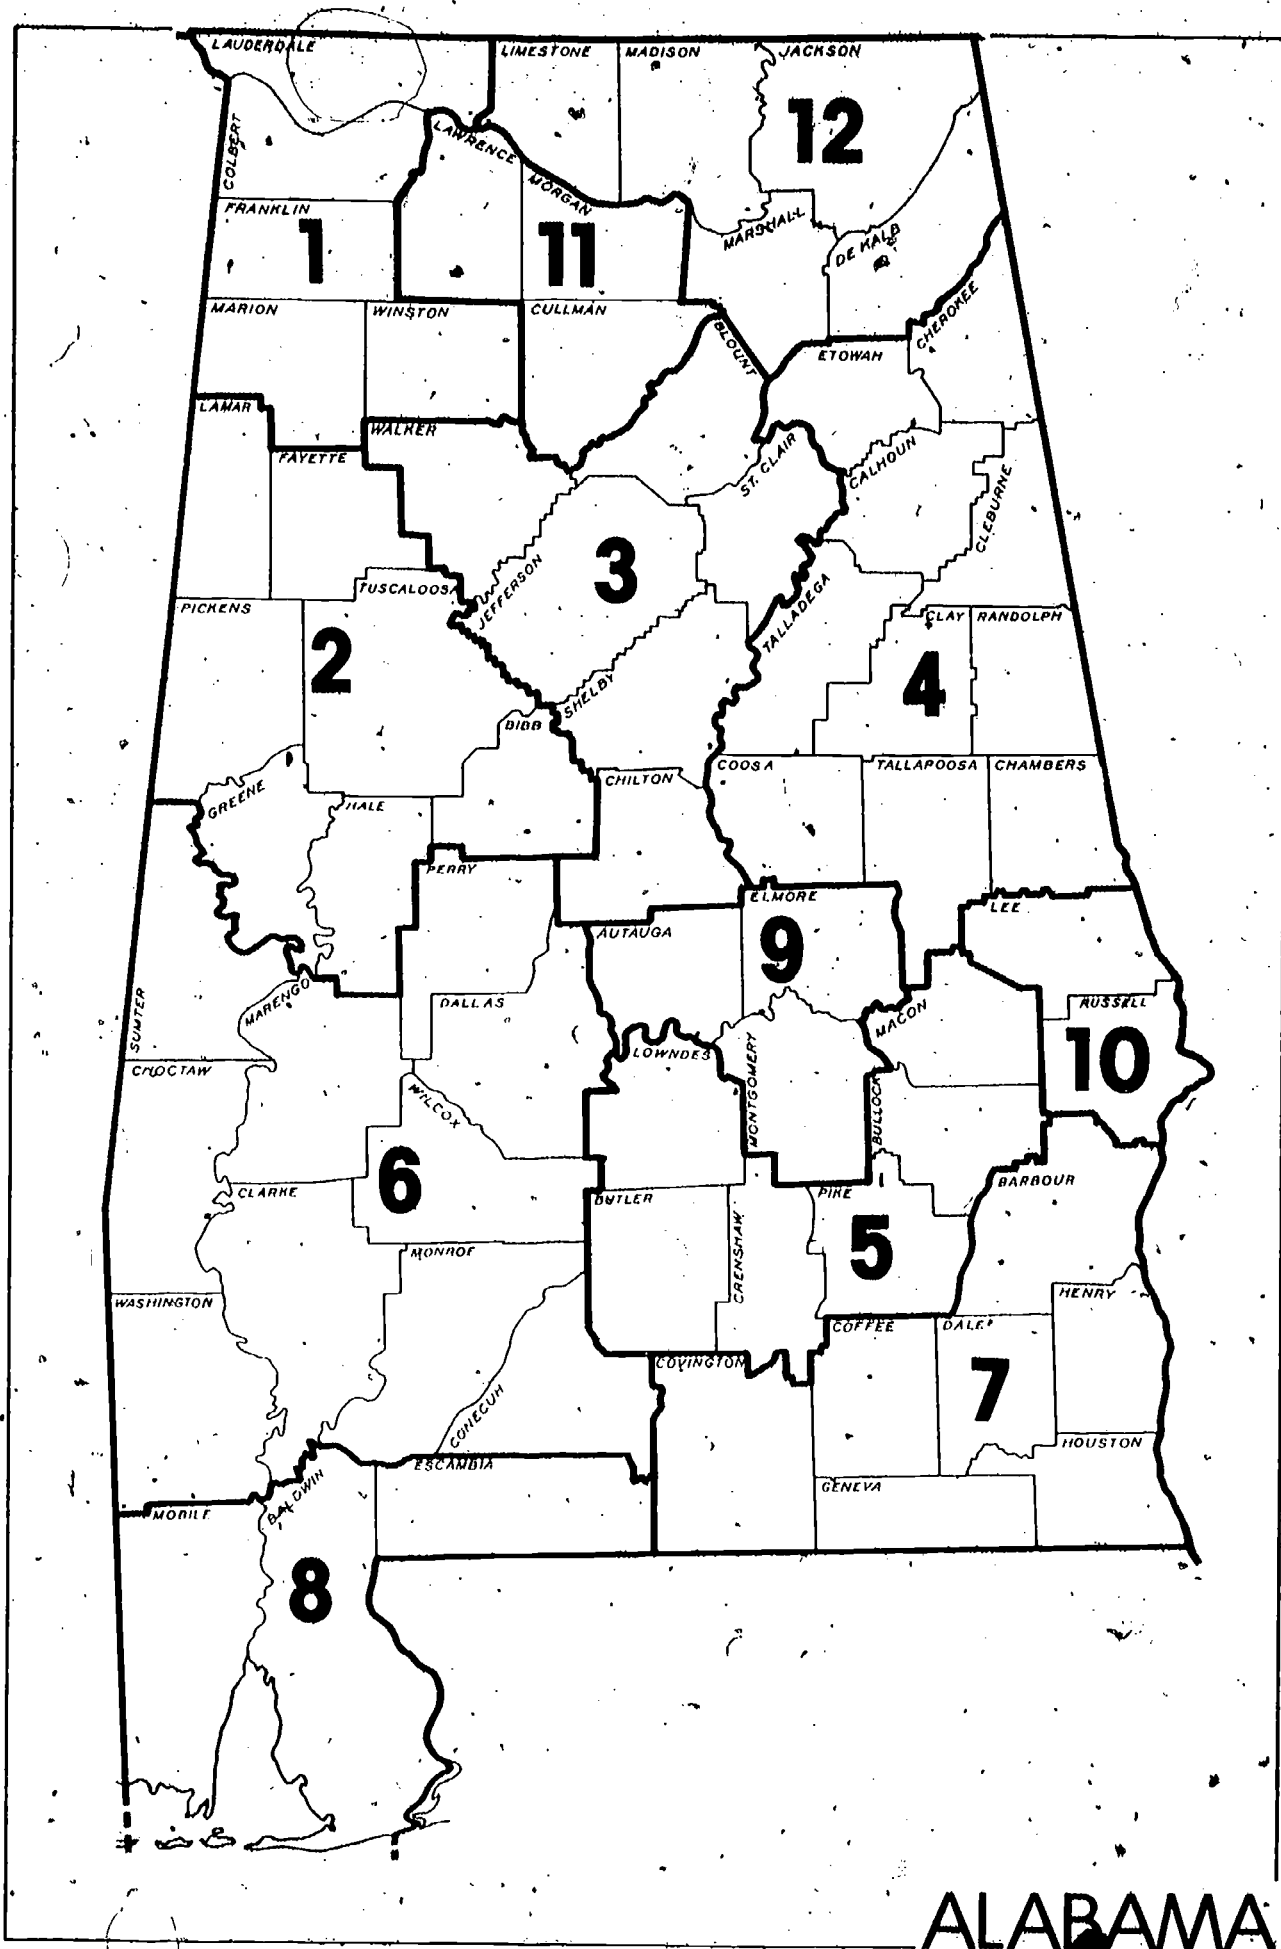 LAUDERDALE
LIMESTONE
MADISON
JACKSON
12
COLBERT
LAWRENCE
MORGAN
FRANKLIN
1
11
MARSHALL
DE KALB
MARION
WINSTON
CULLMAN
BLOUNT
CHEROKEE
ETOWAH
LAMAR
WALKER
FAYETTE
ST. CLAIR
CALHOUN
CLEBURNE
3
JEFFERSON
TUSCALOOSA
TALLADEGA
PICKENS
CLAY
RANDOLPH
2
4
SHELBY
BIBB
CHILTON
COOSA
TALLAPOOSA
CHAMBERS
GREENE
HALE
PERRY
ELMORE
LEE
AUTAUGA
9
SUMTER
MARENGO
DALLAS
MACON
RUSSELL
LOWNDES
10
CHOCTAW
WILCOX
MONTGOMERY
BULLOCK
6
CLARKE
BUTLER
PIKE
BARBOUR
CRENSHAW
5
MONROE
WASHINGTON
HENRY
COFFEE
DALE
COVINGTON
7
CONECUH
HOUSTON
ESCAMBIA
GENEVA
MOBILE
BALDWIN
8
ALABAMA